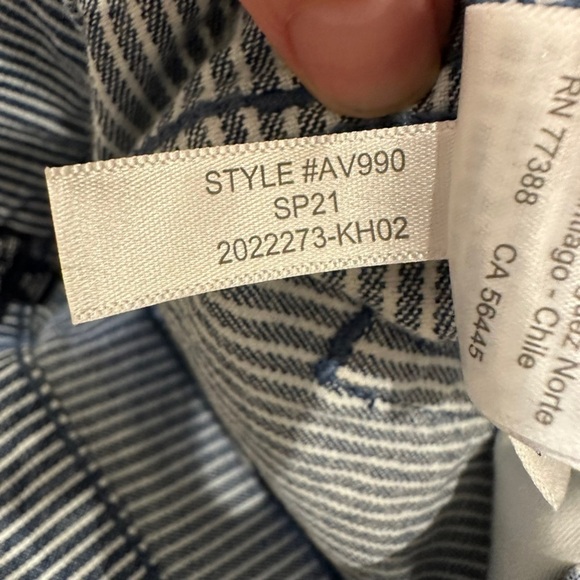 STYLE #AV990
SP21
2022273-KH02
RN 77388 CA 56445
Norte
- Chile